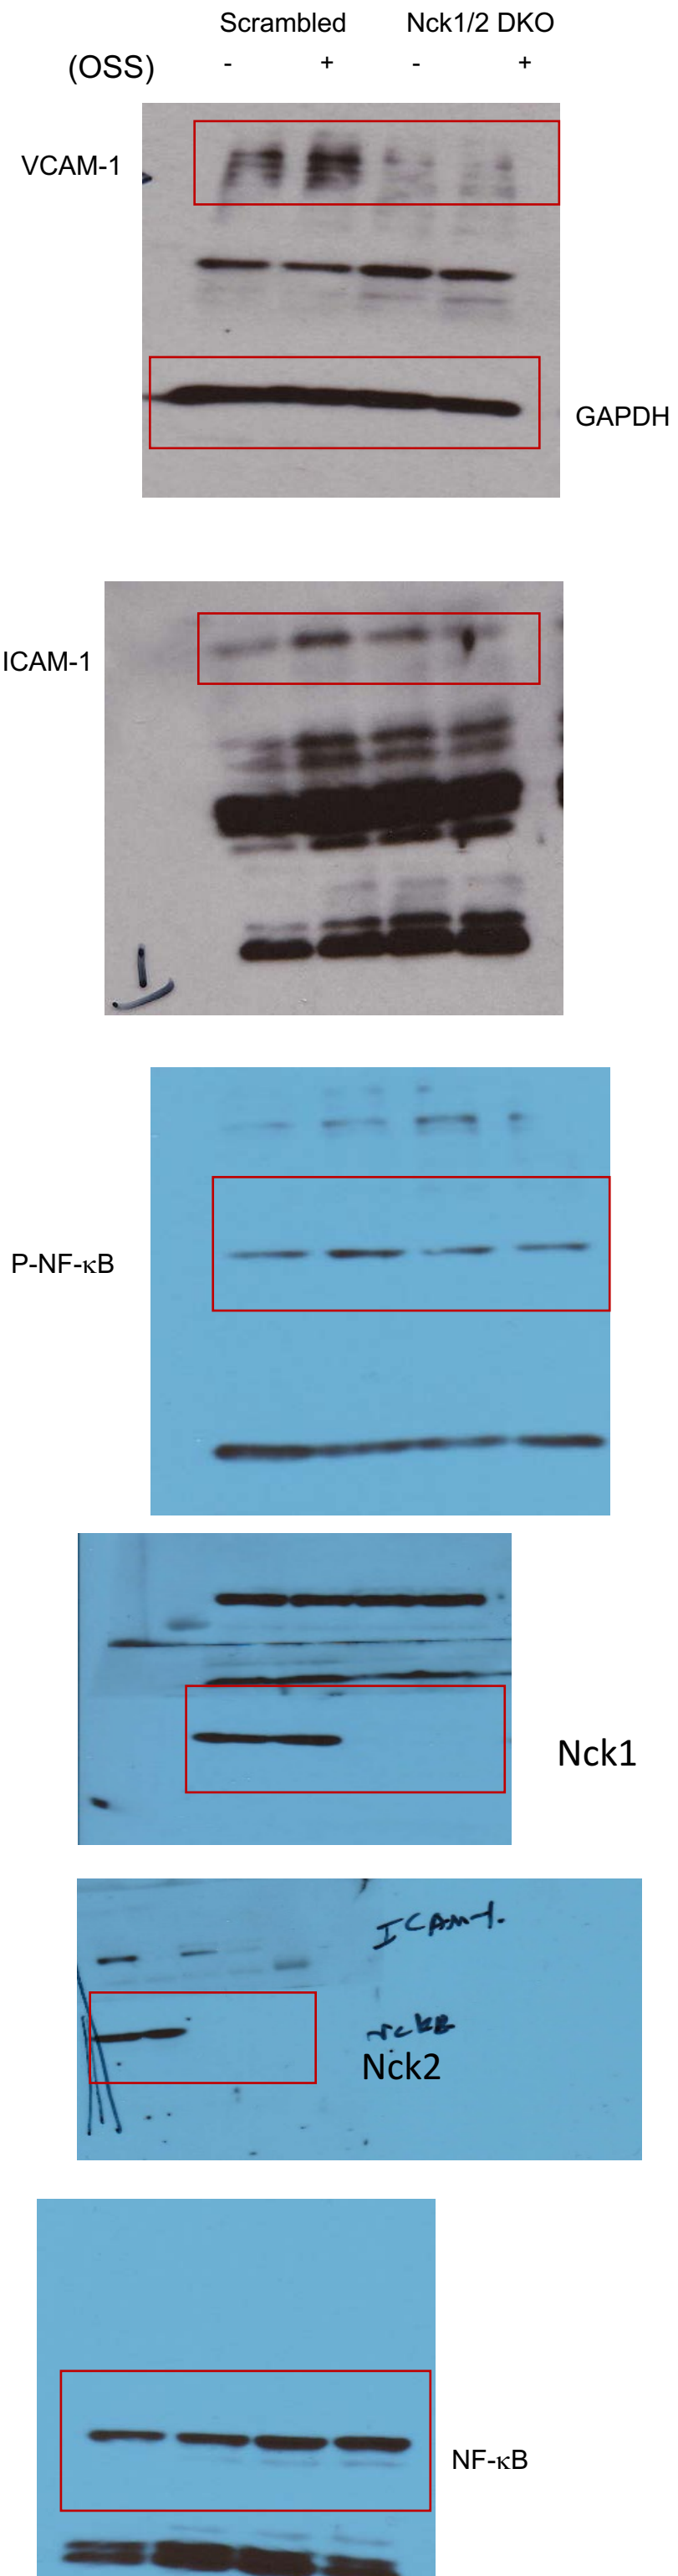 Scrambled Nck1/2 DKO
(OSS) - + - +
VCAM-1
GAPDH
ICAM-1
P-NF-κB
Nck1
ICAM-1.
Nck2
NF-κB